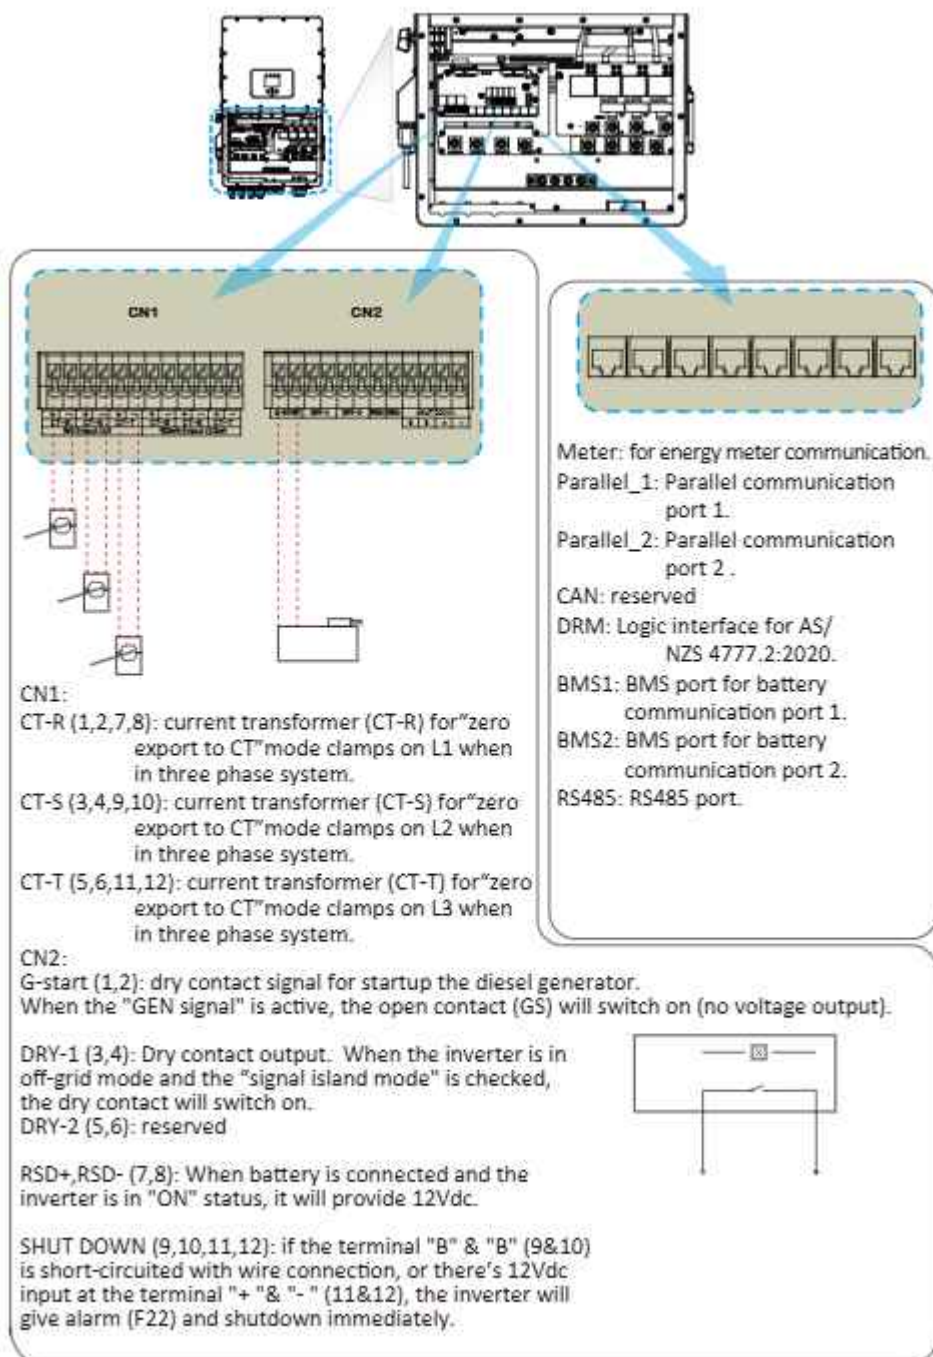 CN1
CN2
Meter: for energy meter communication.
Parallel_1: Parallel communication
port 1.
Parallel_2: Parallel communication
port 2 .
CAN: reserved
DRM: Logic interface for AS/
NZS 4777.2:2020.
BMS1: BMS port for battery
communication port 1.
BMS2: BMS port for battery
communication port 2.
RS485: RS485 port.
CN1:
CT-R (1,2,7,8): current transformer (CT-R) for“zero
export to CT”mode clamps on L1 when
in three phase system.
CT-S (3,4,9,10): current transformer (CT-S) for“zero
export to CT”mode clamps on L2 when
in three phase system.
CT-T (5,6,11,12): current transformer (CT-T) for“zero
export to CT”mode clamps on L3 when
in three phase system.
CN2:
G-start (1,2): dry contact signal for startup the diesel generator.
When the "GEN signal" is active, the open contact (GS) will switch on (no voltage output).
DRY-1 (3,4): Dry contact output. When the inverter is in
off-grid mode and the “signal island mode" is checked,
the dry contact will switch on.
DRY-2 (5,6): reserved
RSD+,RSD- (7,8): When battery is connected and the
inverter is in "ON" status, it will provide 12Vdc.
SHUT DOWN (9,10,11,12): if the terminal "B" & "B" (9&10)
is short-circuited with wire connection, or there's 12Vdc
input at the terminal "+ "& "- " (11&12), the inverter will
give alarm (F22) and shutdown immediately.